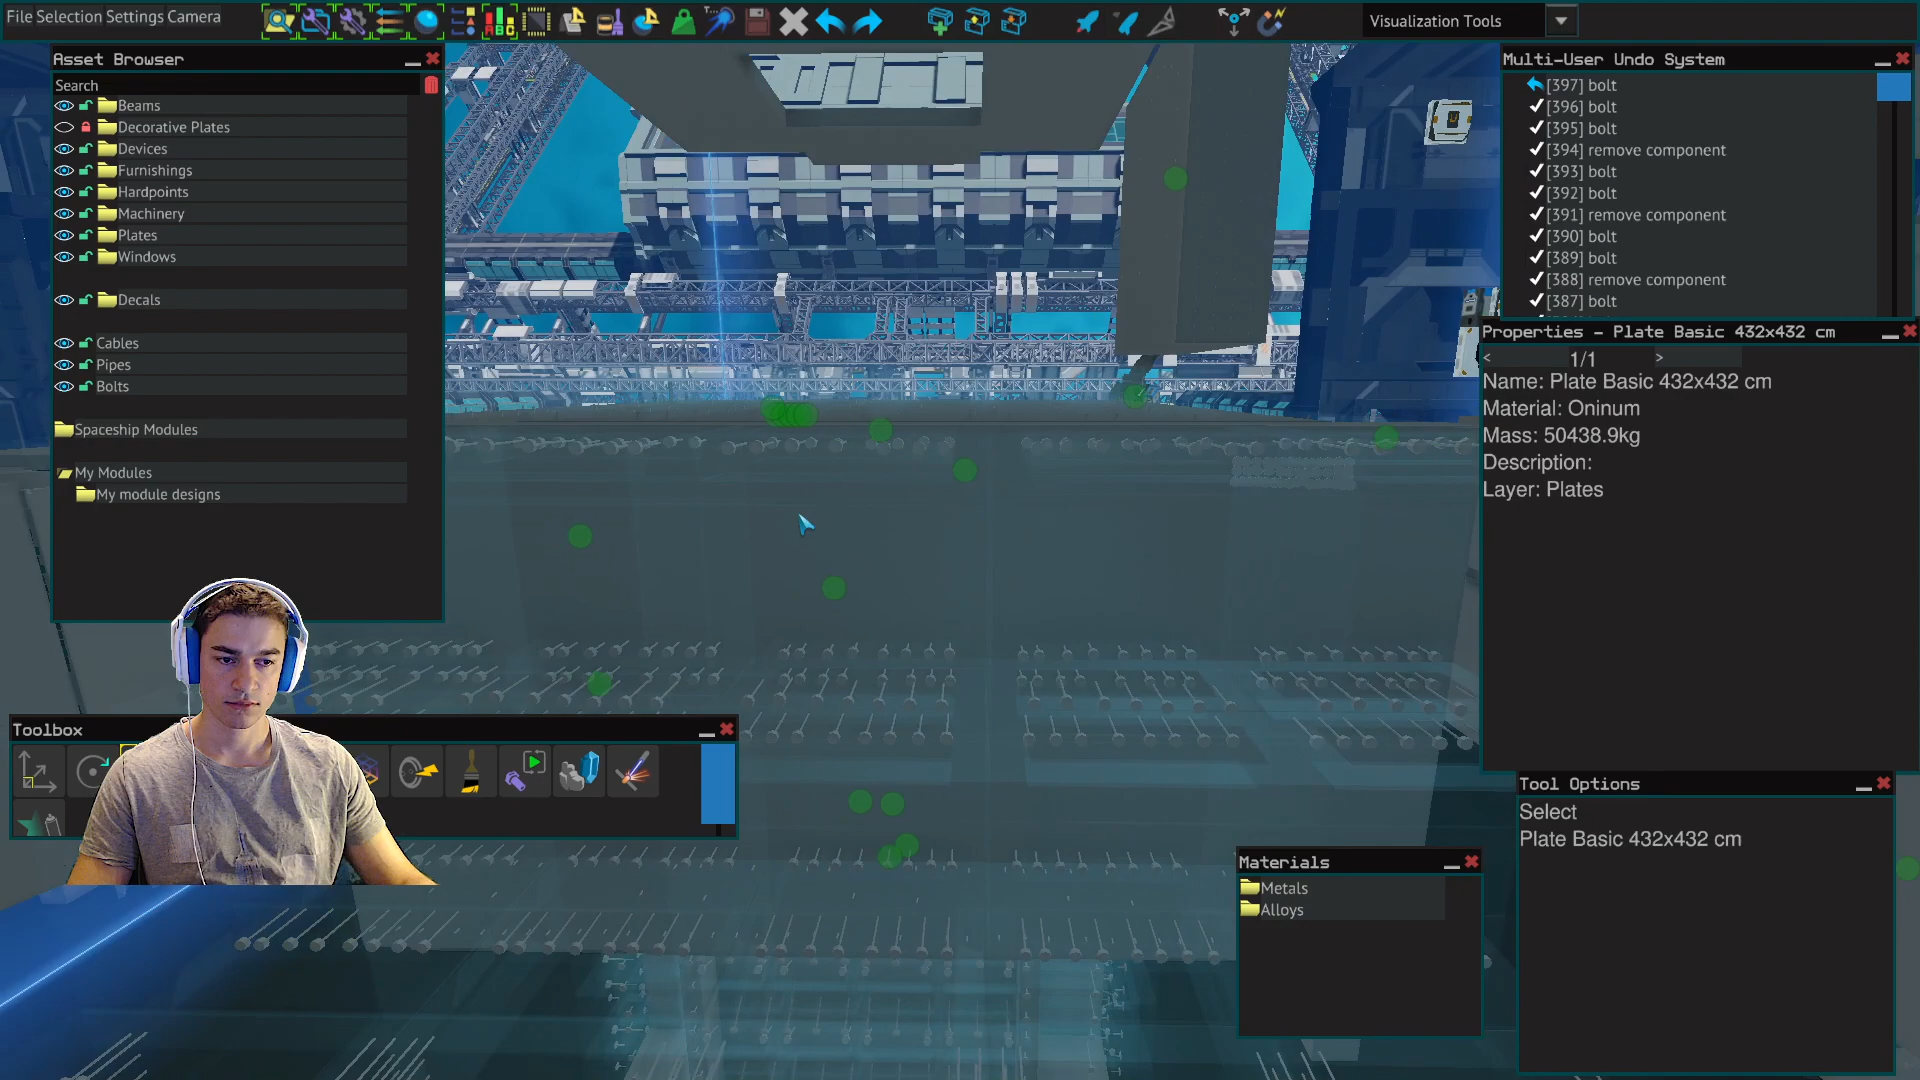 File Selection Settings Camera
Visualization Tools
Asset Browser
Search
Beams
Decorative Plates
Devices
Furnishings
Hardpoints
Machinery
Plates
Windows
Decals
Cables
Pipes
Bolts
Spaceship Modules
My Modules
My module designs
Multi-User Undo System
[397] bolt
[396] bolt
[395] bolt
[394] remove component
[393] bolt
[392] bolt
[391] remove component
[390] bolt
[389] bolt
[388] remove component
[387] bolt
Properties - Plate Basic 432x432 cm
< 1/1 >
Name: Plate Basic 432x432 cm
Material: Oninum
Mass: 50438.9kg
Description:
Layer: Plates
Toolbox
Tool Options
Select
Plate Basic 432x432 cm
Materials
Metals
Alloys
ABC